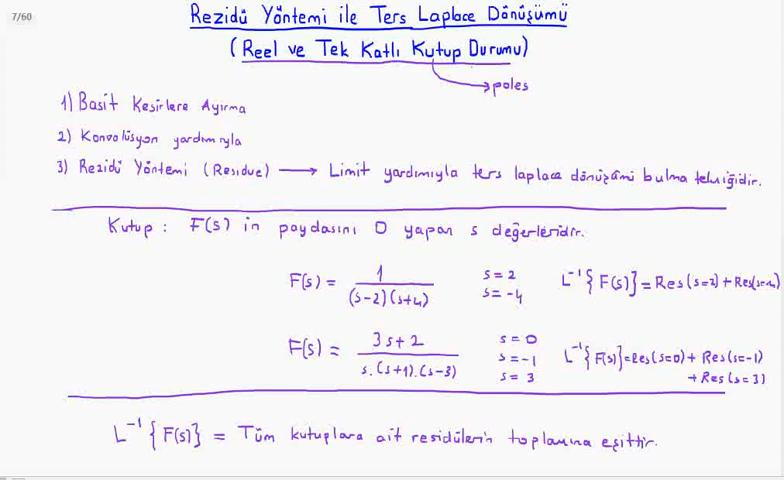 7/60
Rezidü Yöntemi ile Ters Laplace Dönüşümü
(Reel ve Tek Katlı Kutup Durumu)
poles
1) Basit Kesirlere Ayırma
2) Konvolüsyon yardımıyla
3) Rezidü Yöntemi (Residue) → Limit yardımıyla ters laplace dönüşümü bulma tekniğidir.
Kutup : F(s) in paydasını 0 yapan s değerleridir.
F(s) = 1 / (s-2)(s+4) s = 2 s = -4 L⁻¹{F(s)} = Res(s=2) + Res(s=-4)
F(s) = 3s+2 / s.(s+1).(s-3) s = 0 s = -1 s = 3 L⁻¹{F(s)} = Res(s=0) + Res(s=-1) + Res(s=3)
L⁻¹{F(s)} = Tüm kutuplara ait residülerin toplamına eşittir.